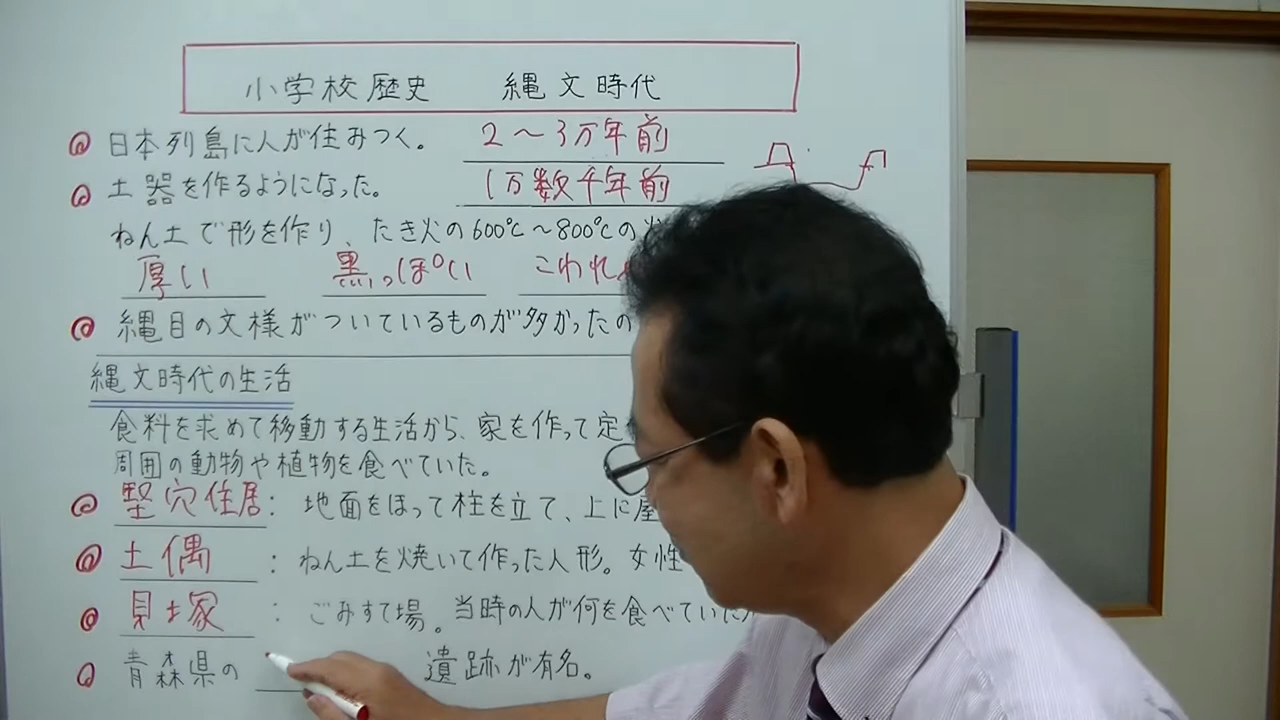 小学校歴史 縄文時代
日本列島に人が住みつく。 2〜3万年前
土器を作るようになった。 1万数千年前
ねん土で形を作り、たき火の600℃〜800℃の
厚い 黒っぽい こわれ
縄目の文様がついているものが多かったの
縄文時代の生活
食料を求めて移動する生活から、家を作って定
周囲の動物や植物を食べていた。
堅穴住居：地面をほって柱を立て、上に屋
土偶：ねん土を焼いて作った人形。女性
貝塚：ごみすて場。当時の人が何を食べていた
青森県の 遺跡が有名。